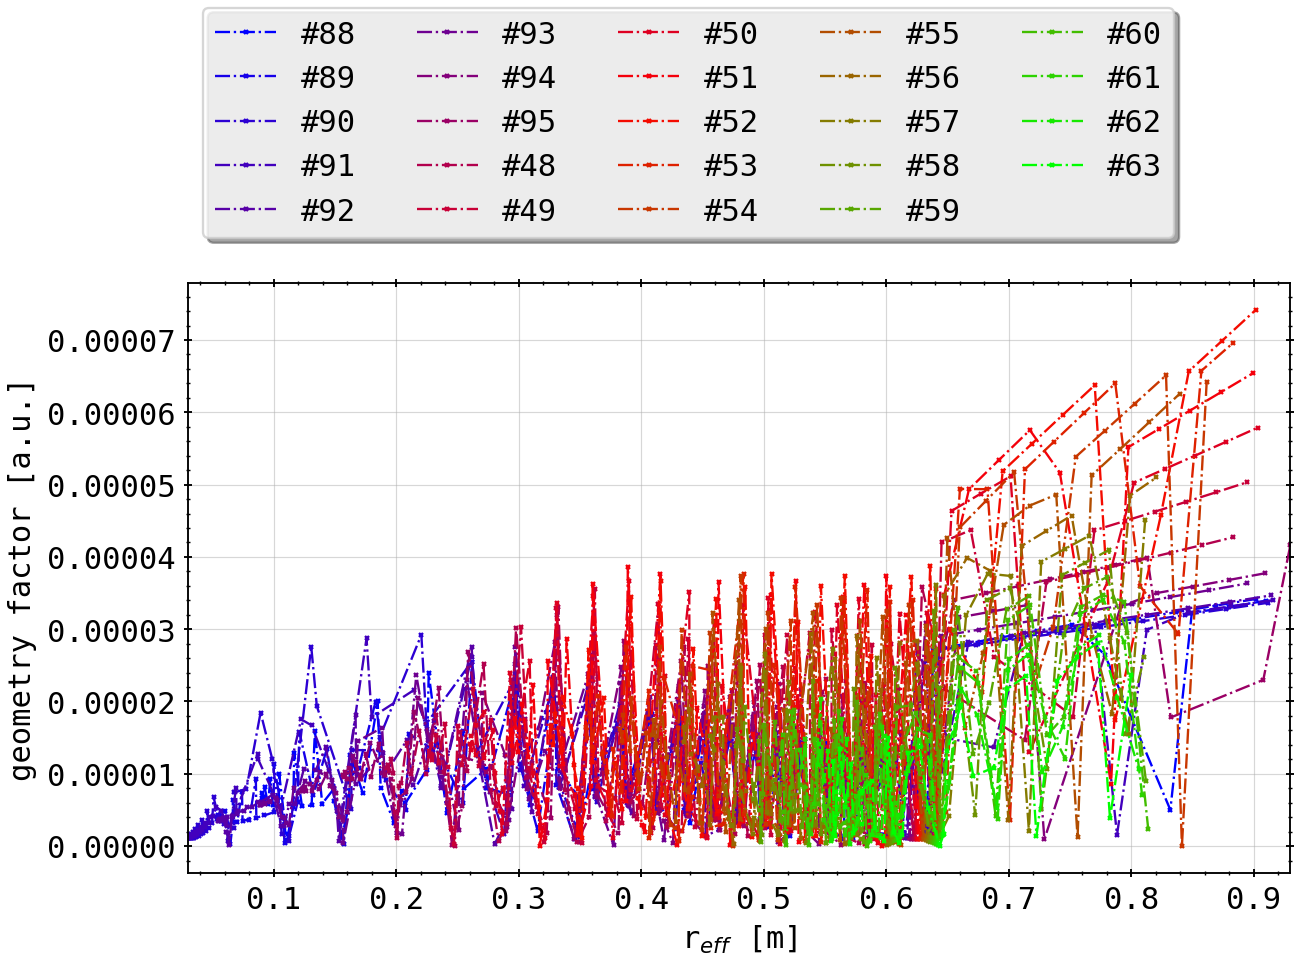 #88 #93 #50 #55 #60
#89 #94 #51 #56 #61
#90 #95 #52 #57 #62
#91 #48 #53 #58 #63
#92 #49 #54 #59
geometry factor [a.u.]
0.00007
0.00006
0.00005
0.00004
0.00003
0.00002
0.00001
0.00000
0.1 0.2 0.3 0.4 0.5 0.6 0.7 0.8 0.9
r_eff [m]